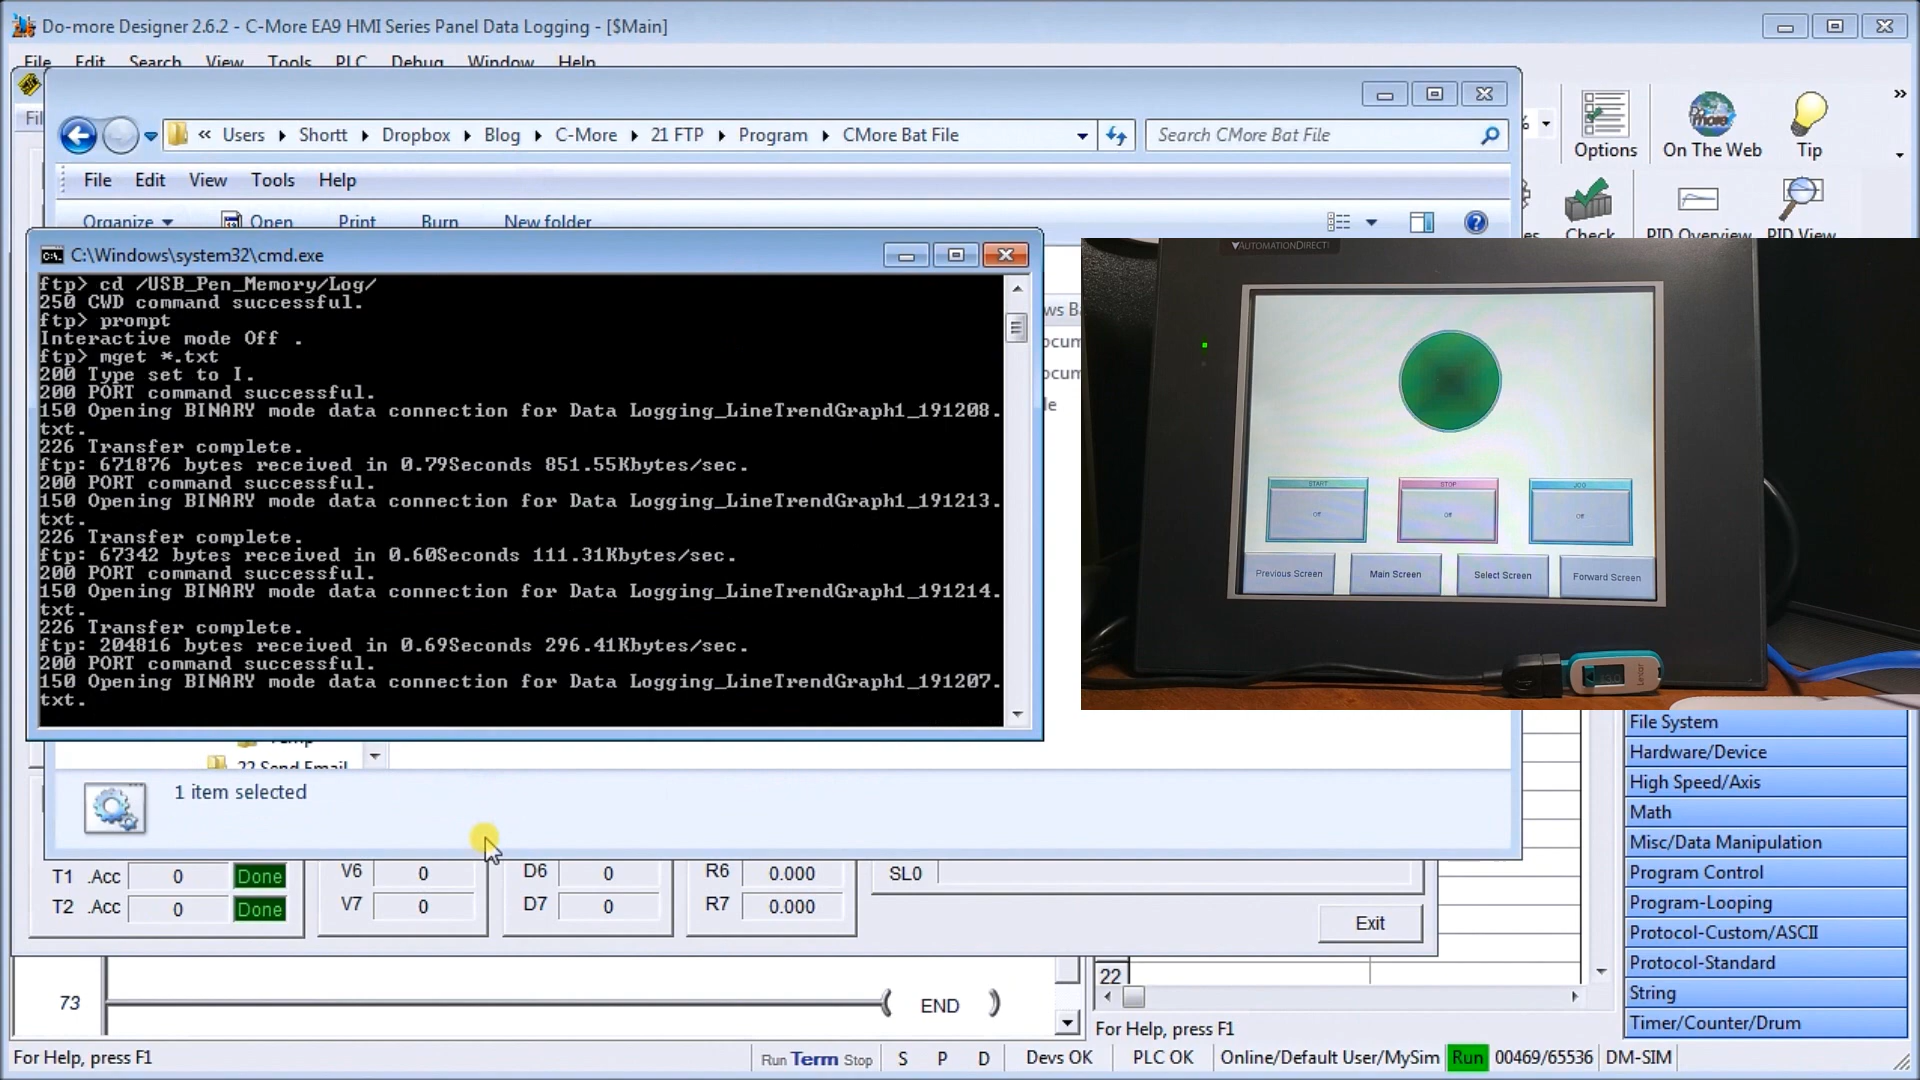 Do-more Designer 2.6.2 - C-More EA9 HMI Series Panel Data Logging - [$Main]
File Edit Search View Tools PLC Debug Window Help
Options On The Web Tip
Check PID Overview PID View
« Users Shortt Dropbox Blog C-More 21 FTP Program CMore Bat File
Search CMore Bat File
File Edit View Tools Help
Organize Open Print Burn New folder
C:\Windows\system32\cmd.exe
ftp> cd /USB_Pen_Memory/Log/
250 CWD command successful.
ftp> prompt
Interactive mode Off .
ftp> mget *.txt
200 Type set to I.
200 PORT command successful.
150 Opening BINARY mode data connection for Data Logging_LineTrendGraph1_191208.
txt.
226 Transfer complete.
ftp: 671876 bytes received in 0.79Seconds 851.55Kbytes/sec.
200 PORT command successful.
150 Opening BINARY mode data connection for Data Logging_LineTrendGraph1_191213.
txt.
226 Transfer complete.
ftp: 67342 bytes received in 0.60Seconds 111.31Kbytes/sec.
200 PORT command successful.
150 Opening BINARY mode data connection for Data Logging_LineTrendGraph1_191214.
txt.
226 Transfer complete.
ftp: 204816 bytes received in 0.69Seconds 296.41Kbytes/sec.
200 PORT command successful.
150 Opening BINARY mode data connection for Data Logging_LineTrendGraph1_191207.
txt.
AUTOMATIONDIRECT
START STOP JOG
Off Off Off
Previous Screen Main Screen Select Screen Forward Screen
Lexar
22 Send Email
1 item selected
T1 .Acc 0 Done
T2 .Acc 0 Done
V6 0
V7 0
D6 0
D7 0
R6 0.000
R7 0.000
SL0
Exit
File System
Hardware/Device
High Speed/Axis
Math
Misc/Data Manipulation
Program Control
Program-Looping
Protocol-Custom/ASCII
Protocol-Standard
String
Timer/Counter/Drum
73 END
22
For Help, press F1
For Help, press F1
Run Term Stop S P D Devs OK PLC OK Online/Default User/MySim Run 00469/65536 DM-SIM